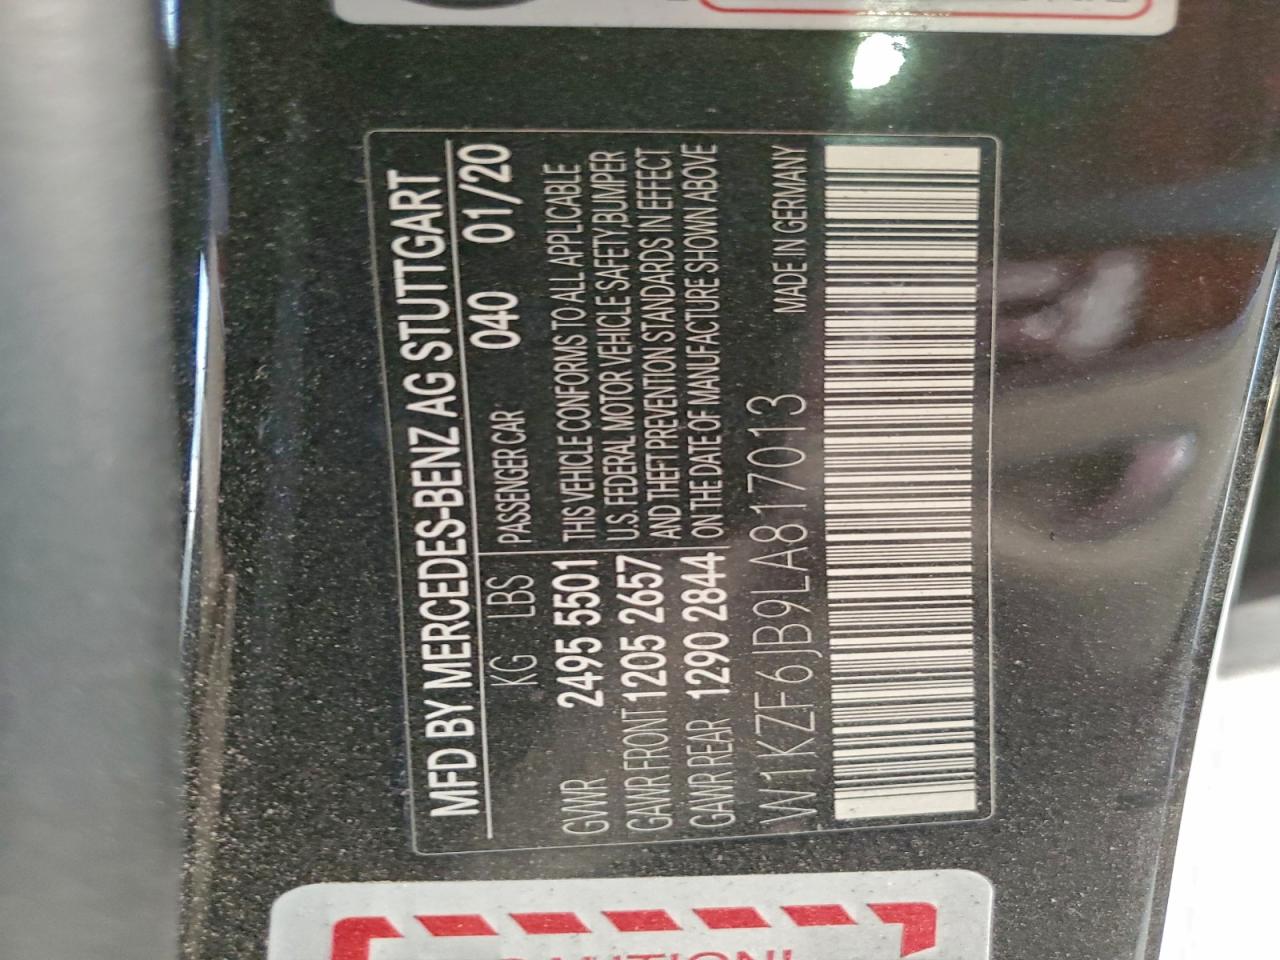 MFD BY MERCEDES-BENZ AG STUTTGART
KG LBS PASSENGER CAR 040 01/20
GWR 2495 5501 THIS VEHICLE CONFORMS TO ALL APPLICABLE
U.S. FEDERAL MOTOR VEHICLE SAFETY,BUMPER
GAWR FRONT 1205 2657 AND THEFT PREVENTION STANDARDS IN EFFECT
GAWR REAR 1290 2844 ON THE DATE OF MANUFACTURE SHOWN ABOVE
MADE IN GERMANY
W1KZF6JB9LA817013
CAUTION!